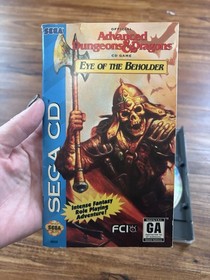 SEGA
OFFICIAL
Advanced
Dungeons & Dragons
CD GAME
EYE OF THE BEHOLDER
SEGA CD
Intense Fantasy
Role Playing
Adventure!
FCI
GA
SEGA